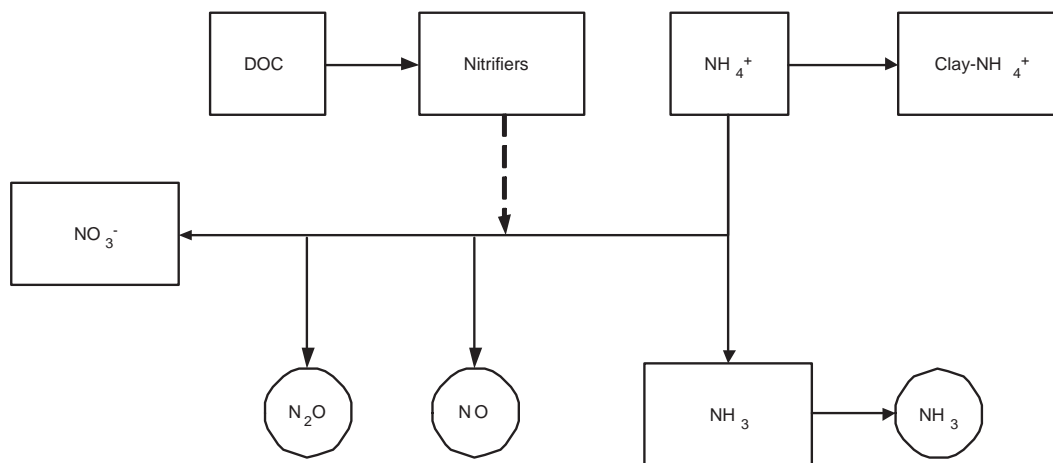 DOC
Nitrifiers
NH₄⁺
Clay-NH₄⁺
NO₃⁻
N₂O
NO
NH₃
NH₃